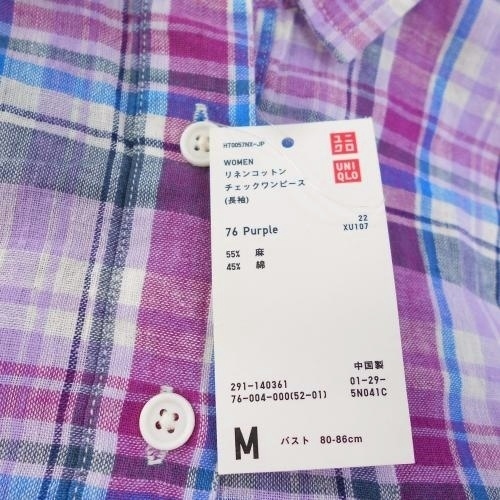 HT0057NX-JP
ユニ
クロ
UNI
QLO
WOMEN
リネンコットン
チェックワンピース
(長袖)
76 Purple
22
XU107
55% 麻
45% 綿
中国製
291-140361
01-29-
76-004-000(52-01)
5N041C
M バスト 80-86cm